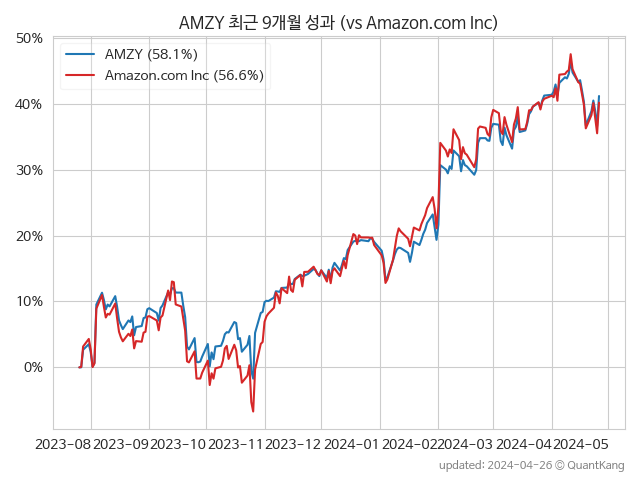 AMZY 최근 9개월 성과 (vs Amazon.com Inc)
AMZY (58.1%)
Amazon.com Inc (56.6%)
50%
40%
30%
20%
10%
0%
2023-08 2023-09 2023-10 2023-11 2023-12 2024-01 2024-02 2024-03 2024-04 2024-05
updated: 2024-04-26 © QuantKang